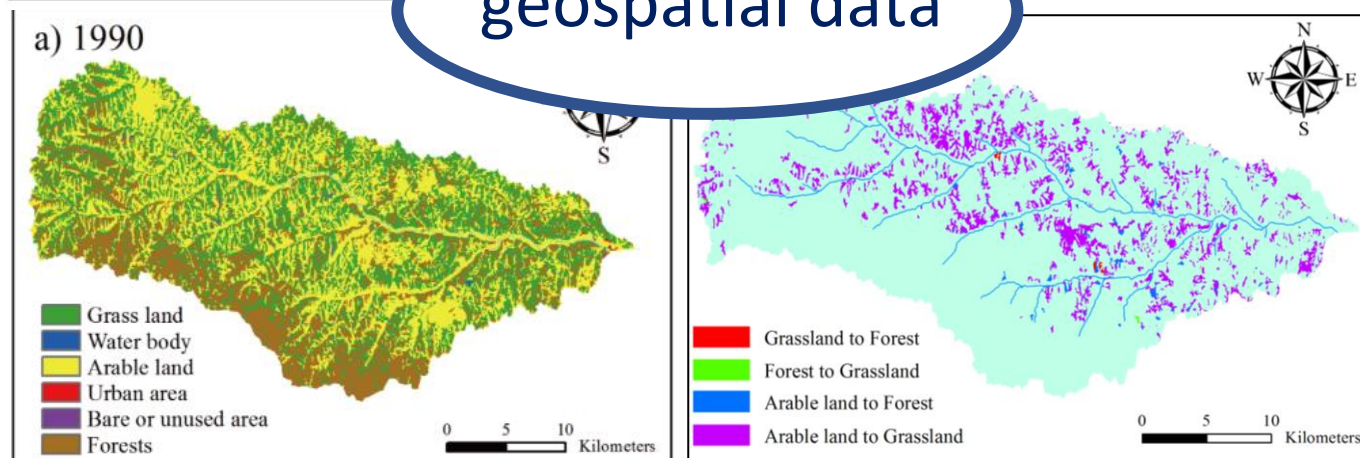 geospatial data
a) 1990
S
Grass land
Water body
Arable land
Urban area
Bare or unused area
Forests
0 5 10
Kilometers
N
W E
S
Grassland to Forest
Forest to Grassland
Arable land to Forest
Arable land to Grassland
0 5 10
Kilometers